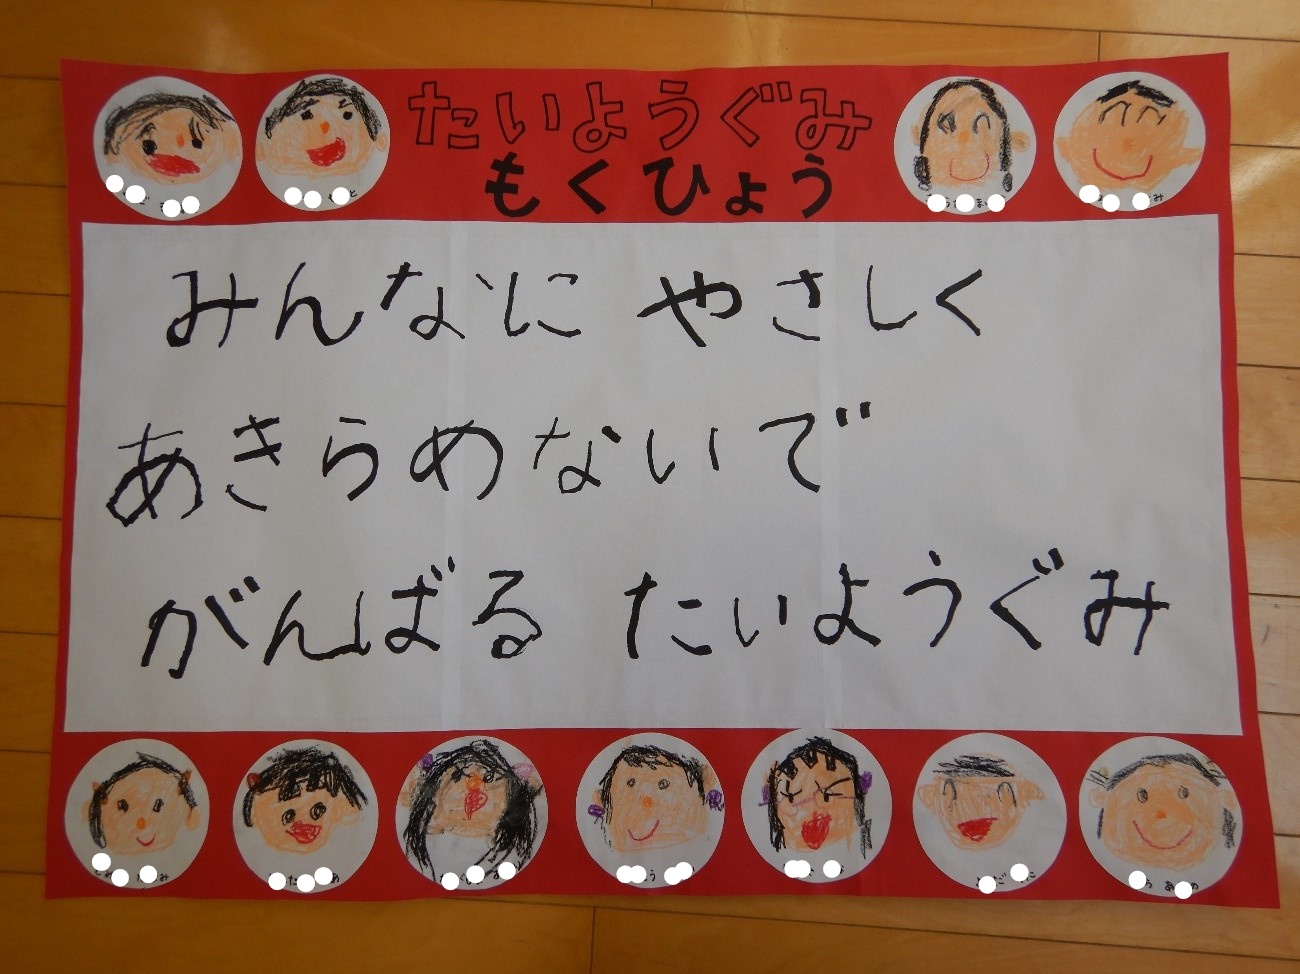 たいようぐみ
もくひょう
みんなに やさしく
あきらめないで
がんばる たいようぐみ